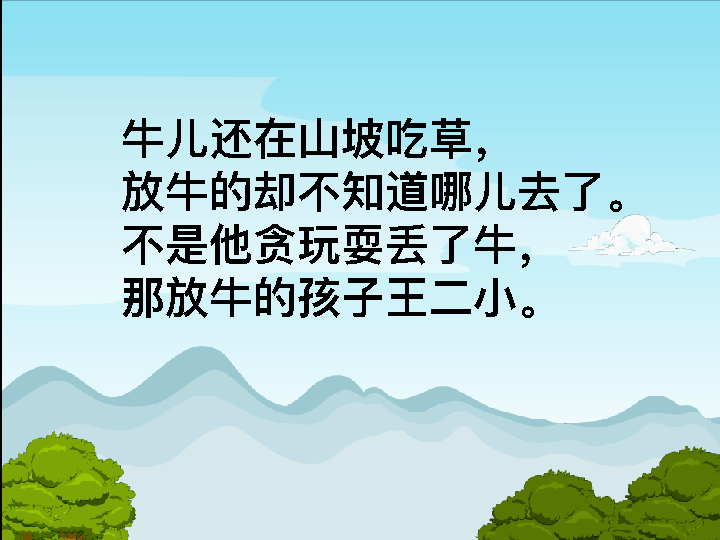 牛儿还在山坡吃草，
放牛的却不知道哪儿去了。
不是他贪玩耍丢了牛，
那放牛的孩子王二小。